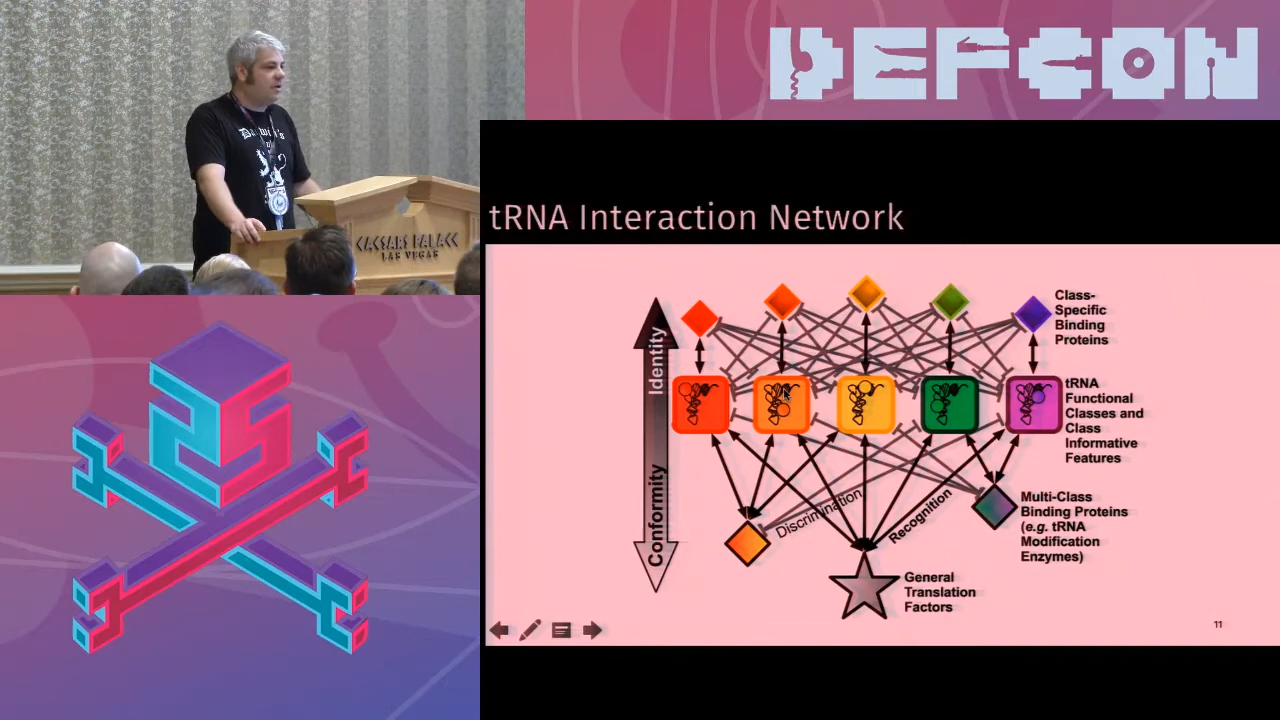 DEFCON
CAESARS PALACE
LAS VEGAS
tRNA Interaction Network
Identity
Conformity
Class-
Specific
Binding
Proteins
tRNA
Functional
Classes and
Class
Informative
Features
Discrimination
Recognition
Multi-Class
Binding Proteins
(e.g. tRNA
Modification
Enzymes)
General
Translation
Factors
11